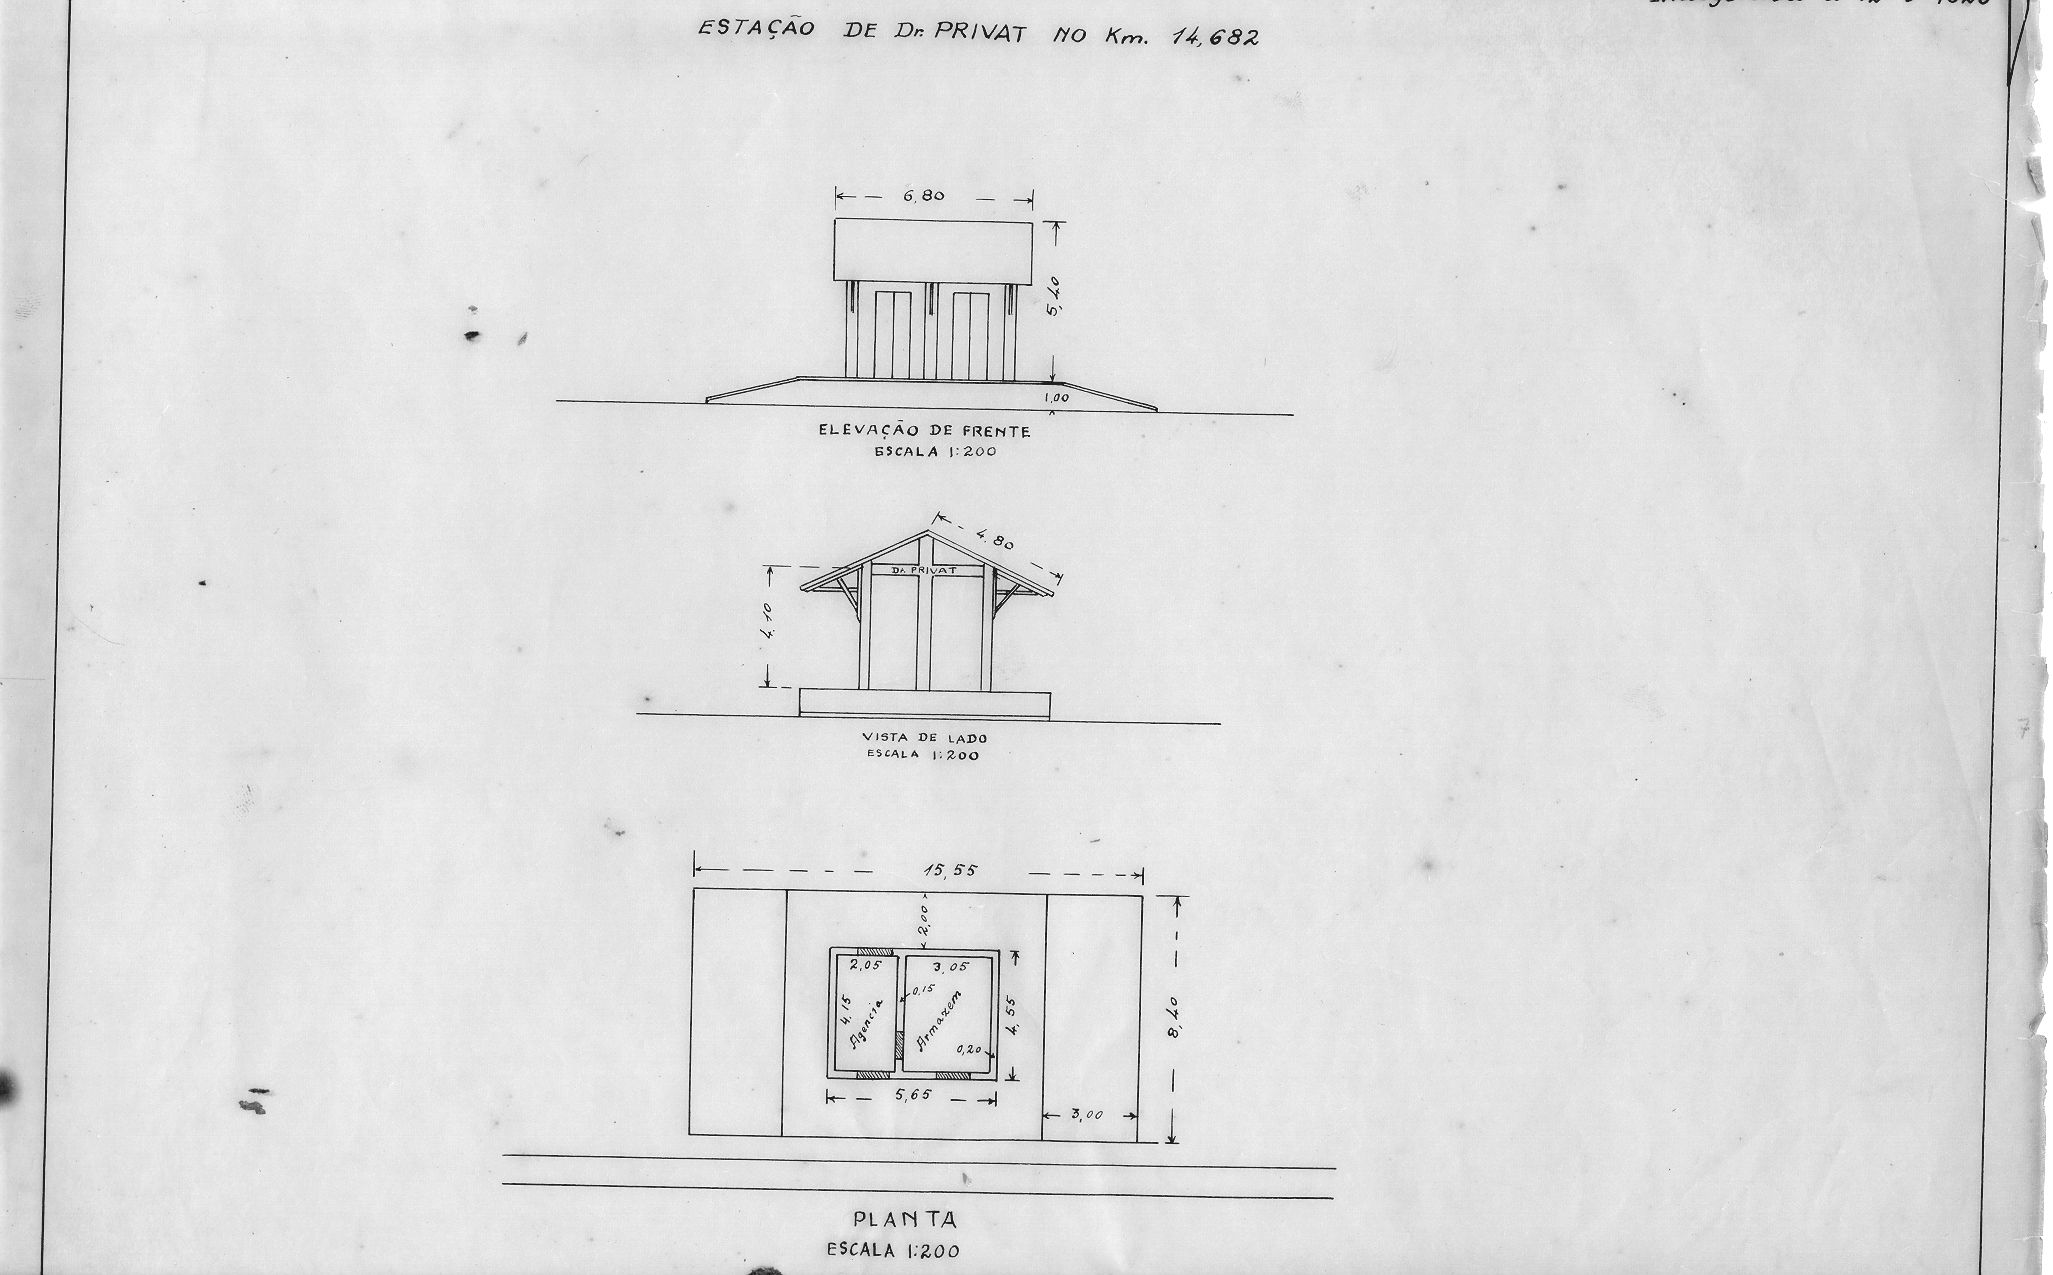 ESTAÇÃO DE Dr. PRIVAT NO Km. 14,682
6,80
5,40
1,00
ELEVAÇÃO DE FRENTE
ESCALA 1:200
4.80
Dr. PRIVAT
4.10
VISTA DE LADO
ESCALA 1:200
15,55
2,00
2,05
3,05
0,15
4.15
Agencia
Armazem
4,55
8,40
0,20
5,65
3,00
PLANTA
ESCALA 1:200